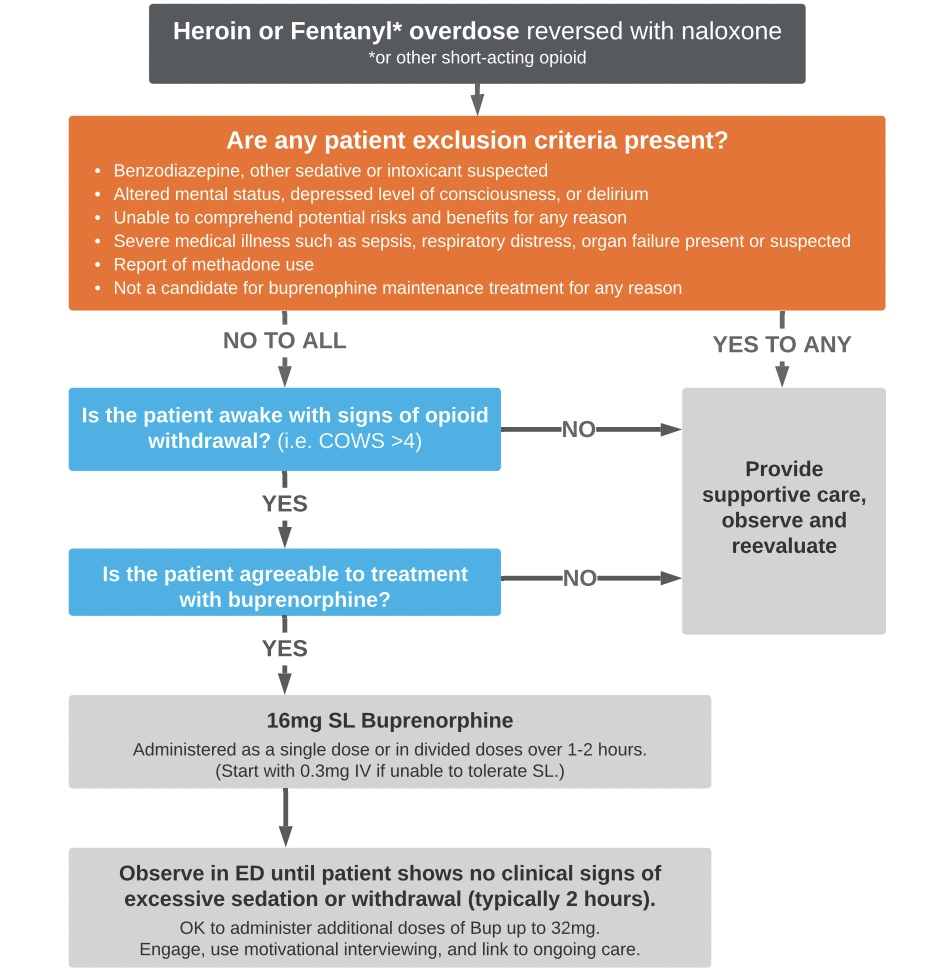 Heroin or Fentanyl* overdose reversed with naloxone
*or other short-acting opioid
Are any patient exclusion criteria present?
• Benzodiazepine, other sedative or intoxicant suspected
• Altered mental status, depressed level of consciousness, or delirium
• Unable to comprehend potential risks and benefits for any reason
• Severe medical illness such as sepsis, respiratory distress, organ failure present or suspected
• Report of methadone use
• Not a candidate for buprenophine maintenance treatment for any reason
NO TO ALL
YES TO ANY
Is the patient awake with signs of opioid
withdrawal? (i.e. COWS >4)
NO
Provide
supportive care,
observe and
reevaluate
YES
Is the patient agreeable to treatment
with buprenorphine?
NO
YES
16mg SL Buprenorphine
Administered as a single dose or in divided doses over 1-2 hours.
(Start with 0.3mg IV if unable to tolerate SL.)
Observe in ED until patient shows no clinical signs of
excessive sedation or withdrawal (typically 2 hours).
OK to administer additional doses of Bup up to 32mg.
Engage, use motivational interviewing, and link to ongoing care.